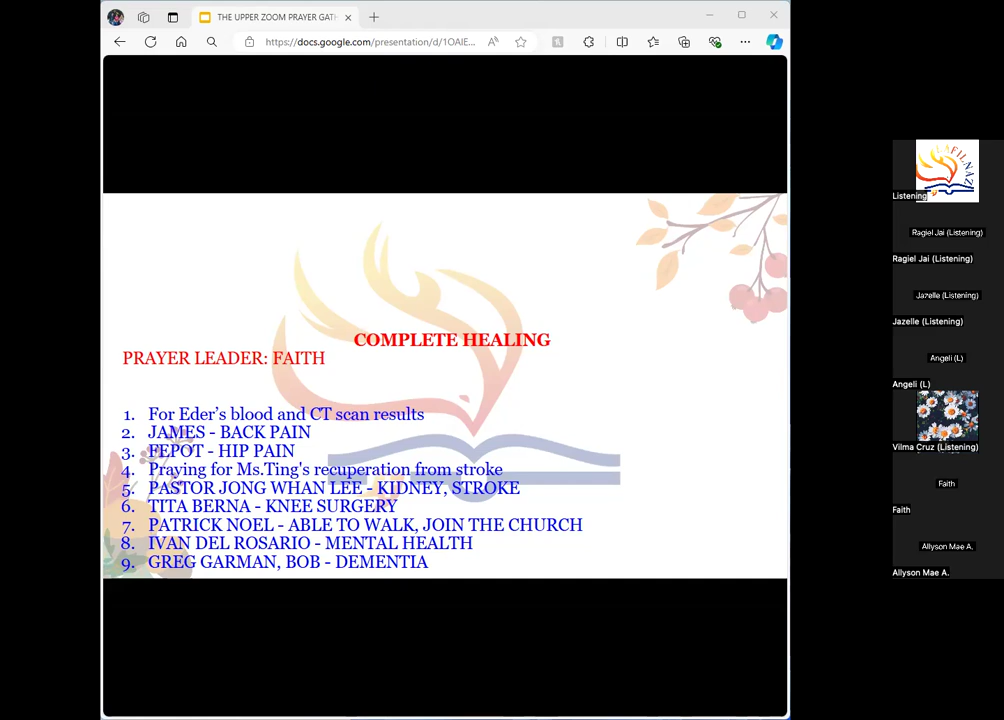 THE UPPER ZOOM PRAYER GAT
https://docs.google.com/presentation/d/1OAIE...
COMPLETE HEALING
PRAYER LEADER: FAITH
1. For Eder's blood and CT scan results
2. JAMES - BACK PAIN
3. FEPOT - HIP PAIN
4. Praying for Ms.Ting's recuperation from stroke
5. PASTOR JONG WHAN LEE - KIDNEY, STROKE
6. TITA BERNA - KNEE SURGERY
7. PATRICK NOEL - ABLE TO WALK, JOIN THE CHURCH
8. IVAN DEL ROSARIO - MENTAL HEALTH
9. GREG GARMAN, BOB - DEMENTIA
FILNAZ
Listening
Ragiel Jai (Listening)
Ragiel Jai (Listening)
Jazelle (Listening)
Jazelle (Listening)
Angeli (L)
Angeli (L)
Vilma Cruz (Listening)
Faith
Faith
Allyson Mae A.
Allyson Mae A.